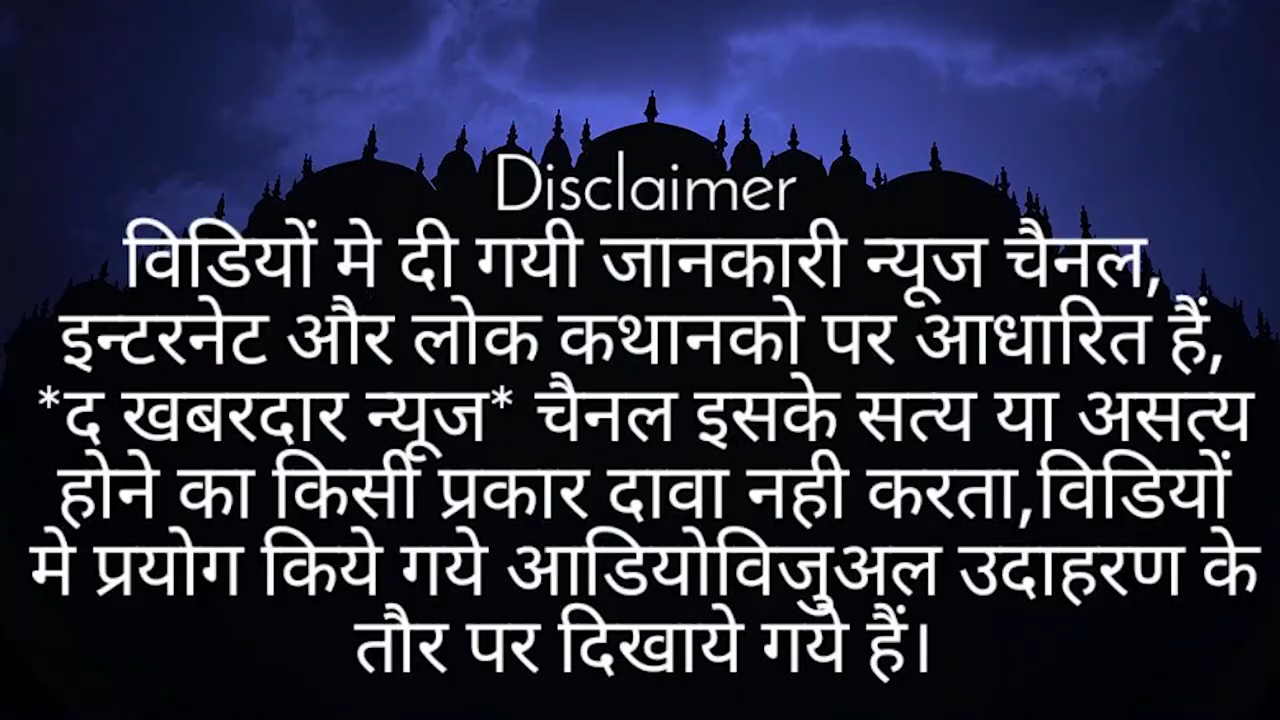 Disclaimer
विडियों मे दी गयी जानकारी न्यूज चैनल,
इन्टरनेट और लोक कथानको पर आधारित हैं,
*द खबरदार न्यूज* चैनल इसके सत्य या असत्य
होने का किसी प्रकार दावा नही करता,विडियों
मे प्रयोग किये गये आडियोविजुअल उदाहरण के
तौर पर दिखाये गये हैं।